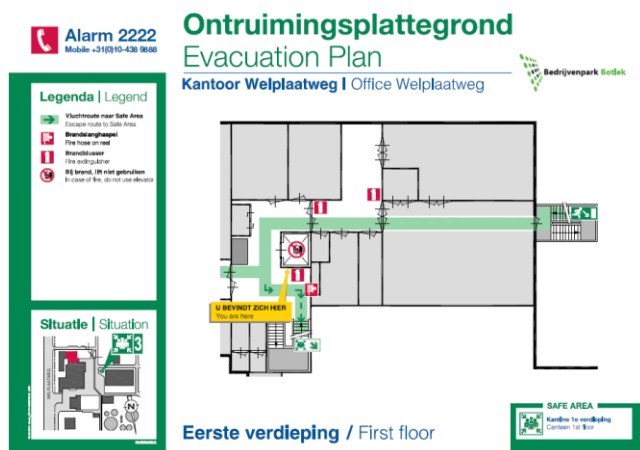 Alarm 2222
Mobile +31(0)10-438 9888
Ontruimingsplattegrond
Evacuation Plan
Kantoor Welplaatweg | Office Welplaatweg
Bedrijvenpark Botlek
Legenda | Legend
Vluchtroute naar Safe Area
Escape route to Safe Area
Brandslanghaspel
Fire hose on reel
Brandblusser
Fire extinguisher
Bij brand, lift niet gebruiken
In case of fire, do not use elevator
U BEVINDT ZICH HIER
You are here
Situatie | Situation
3
WELPLAATWEG
N
Eerste verdieping / First floor
SAFE AREA
Kantine 1e verdieping
Canteen 1st floor